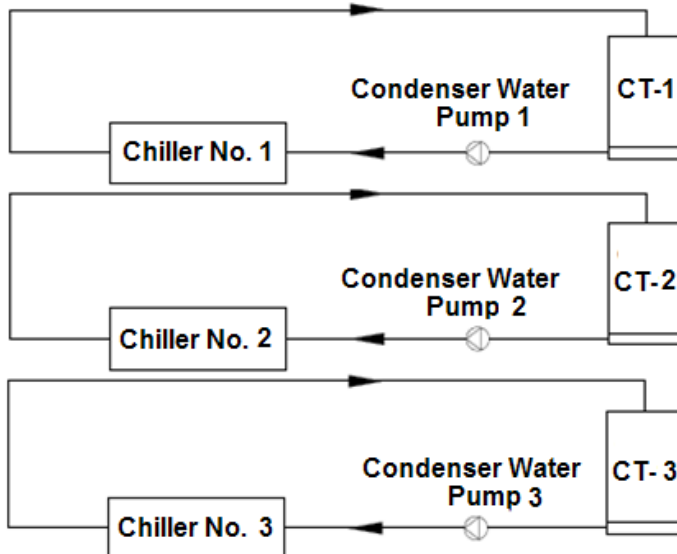 Condenser Water
Pump 1
CT-1
Chiller No. 1
Condenser Water
Pump 2
CT-2
Chiller No. 2
Condenser Water
Pump 3
CT- 3
Chiller No. 3